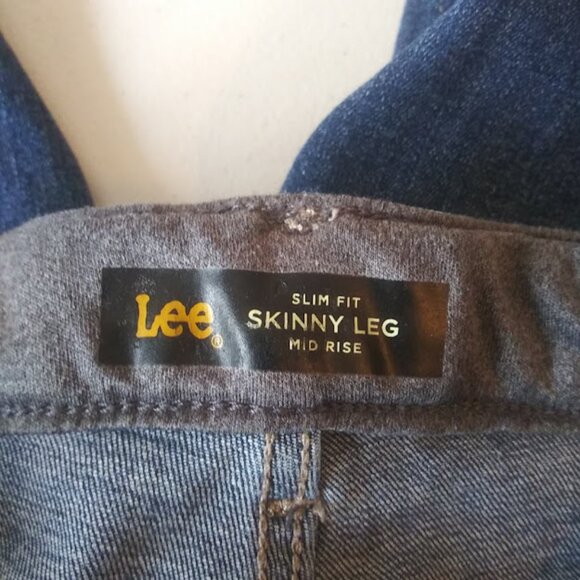 Lee®
SLIM FIT
SKINNY LEG
MID RISE